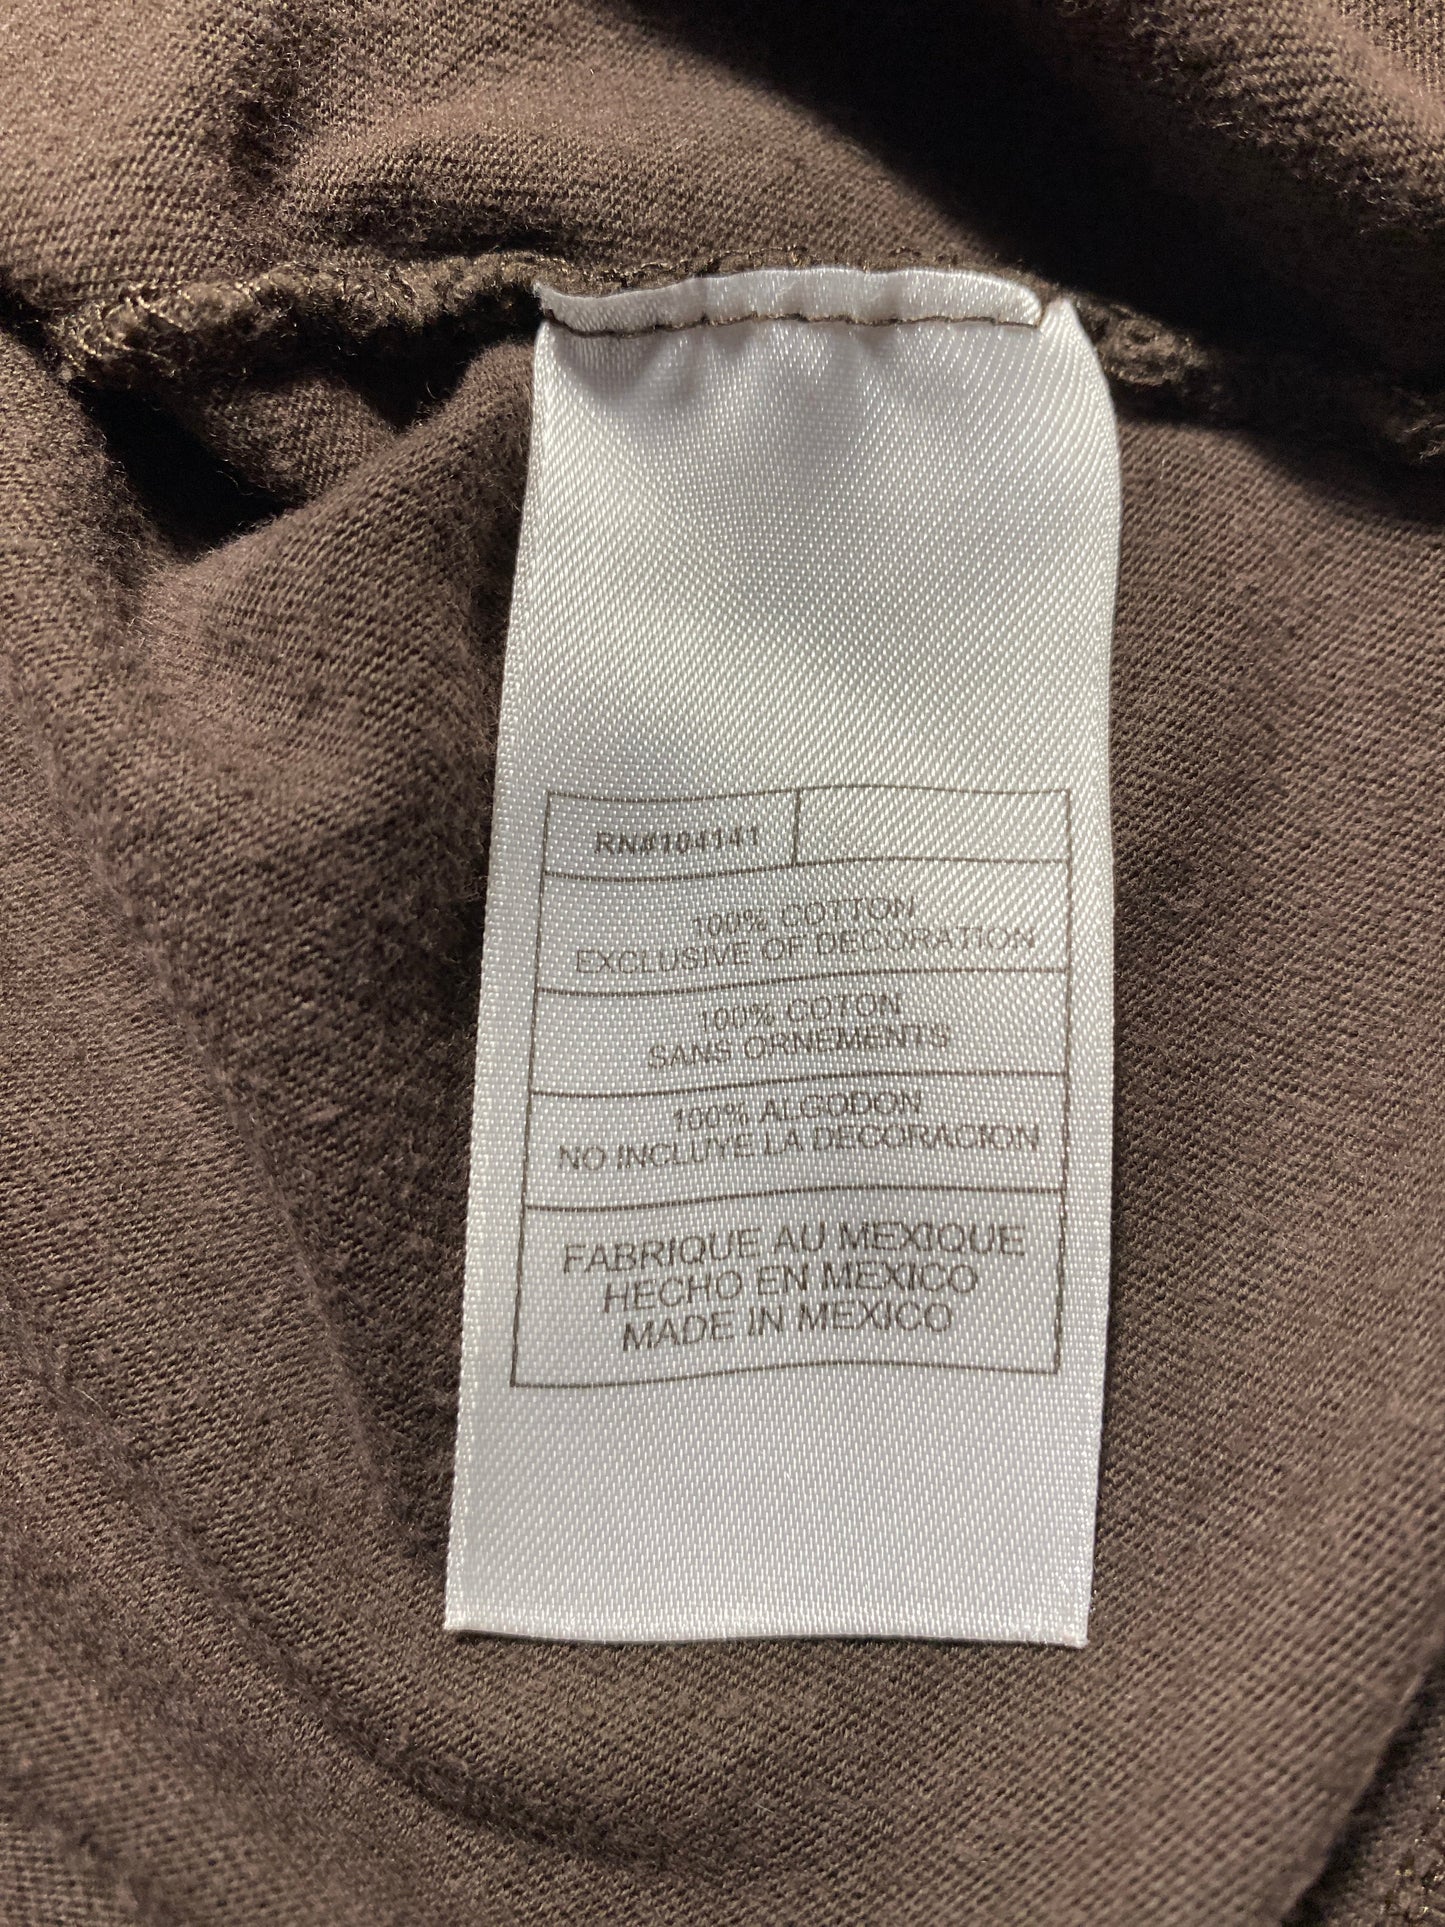 RN#104141
100% COTTON
EXCLUSIVE OF DECORATION
100% COTON
SANS ORNEMENTS
100% ALGODON
NO INCLUYE LA DECORACION
FABRIQUE AU MEXIQUE
HECHO EN MEXICO
MADE IN MEXICO